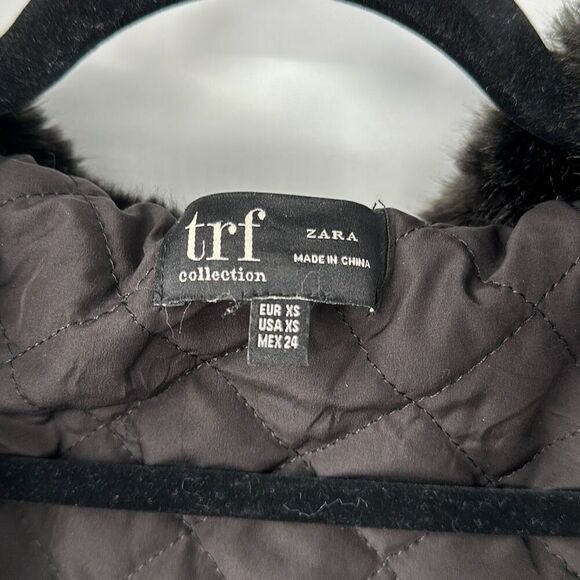 trf
collection
ZARA
MADE IN CHINA
EUR XS
USA XS
MEX 24